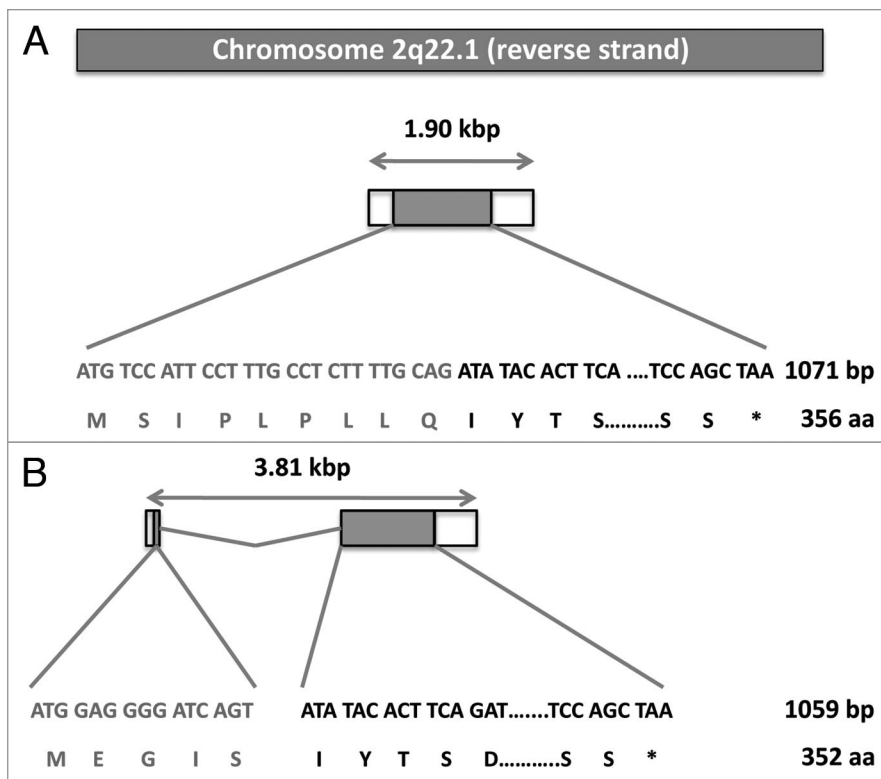 A
Chromosome 2q22.1 (reverse strand)
1.90 kbp
ATG TCC ATT CCT TTG CCT CTT TTG CAG ATA TAC ACT TCA ....TCC AGC TAA 1071 bp
M S I P L P L L Q I Y T S..........S S * 356 aa
B
3.81 kbp
ATG GAG GGG ATC AGT ATA TAC ACT TCA GAT.......TCC AGC TAA 1059 bp
M E G I S I Y T S D...........S S * 352 aa